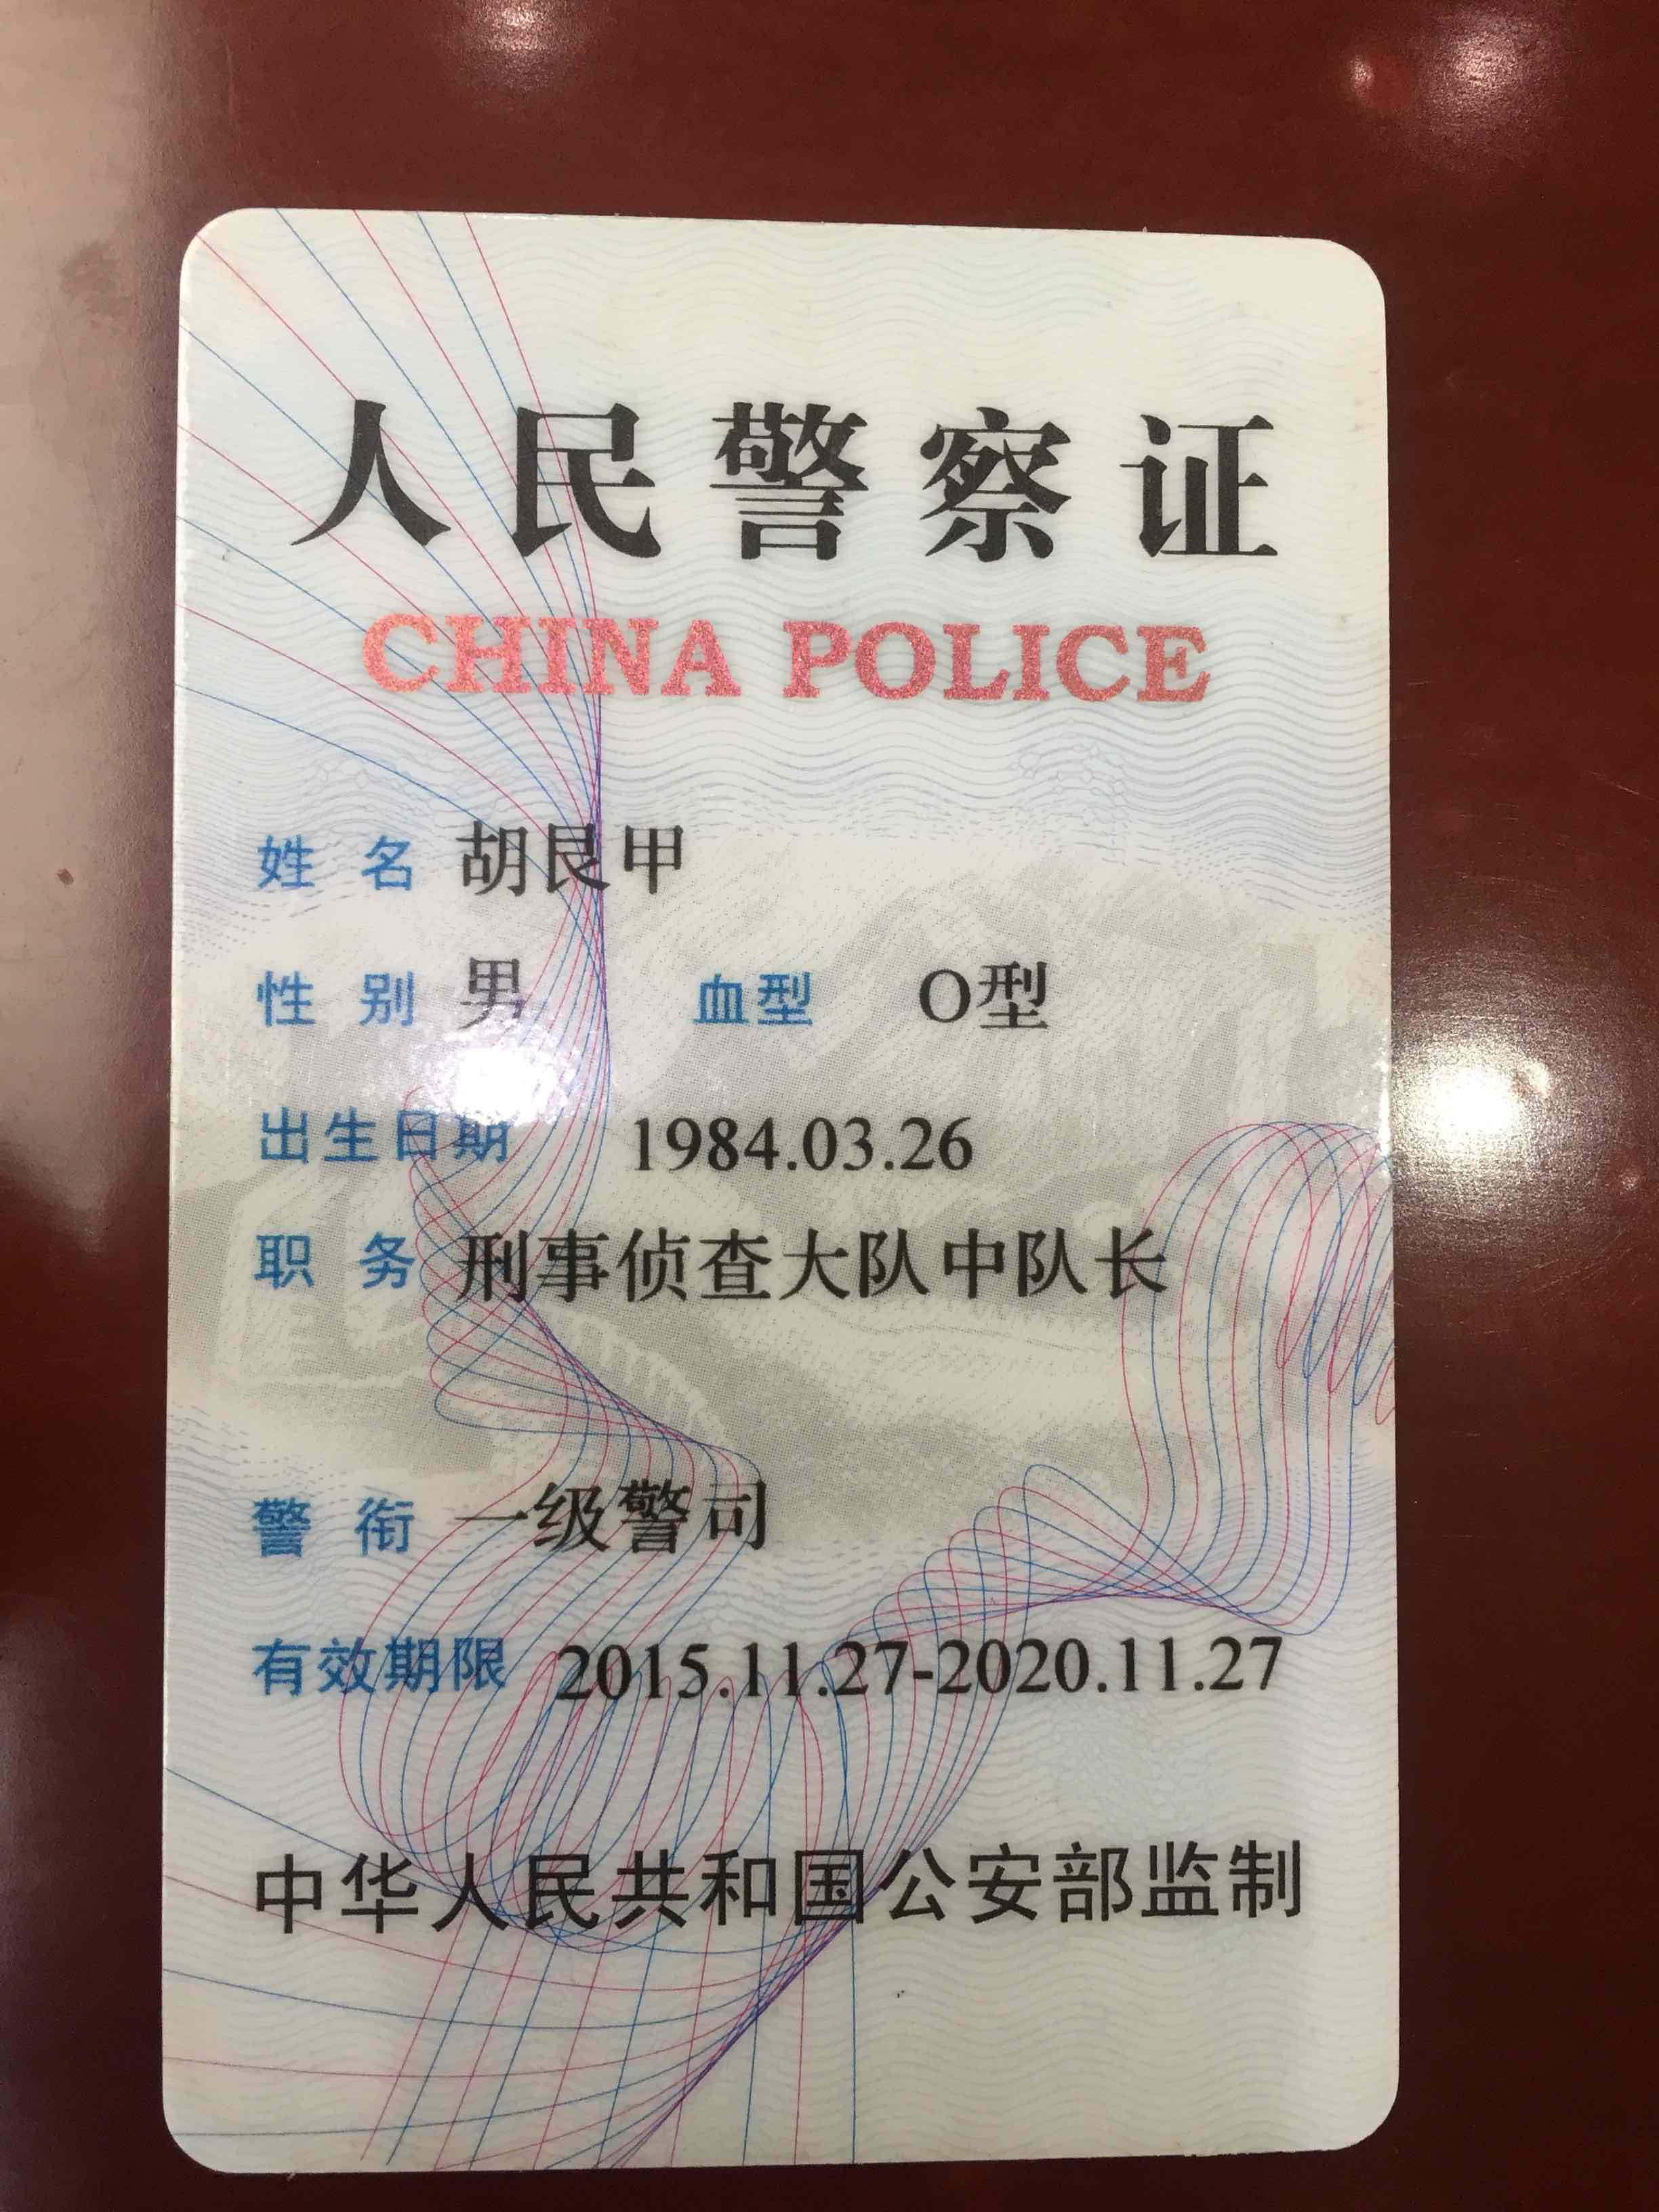 人民警察证
CHINA POLICE
姓 名 胡艮甲
性 别 男 血型 O型
出生日期 1984.03.26
职 务 刑事侦查大队中队长
警 衔 一级警司
有效期限 2015.11.27-2020.11.27
中华人民共和国公安部监制